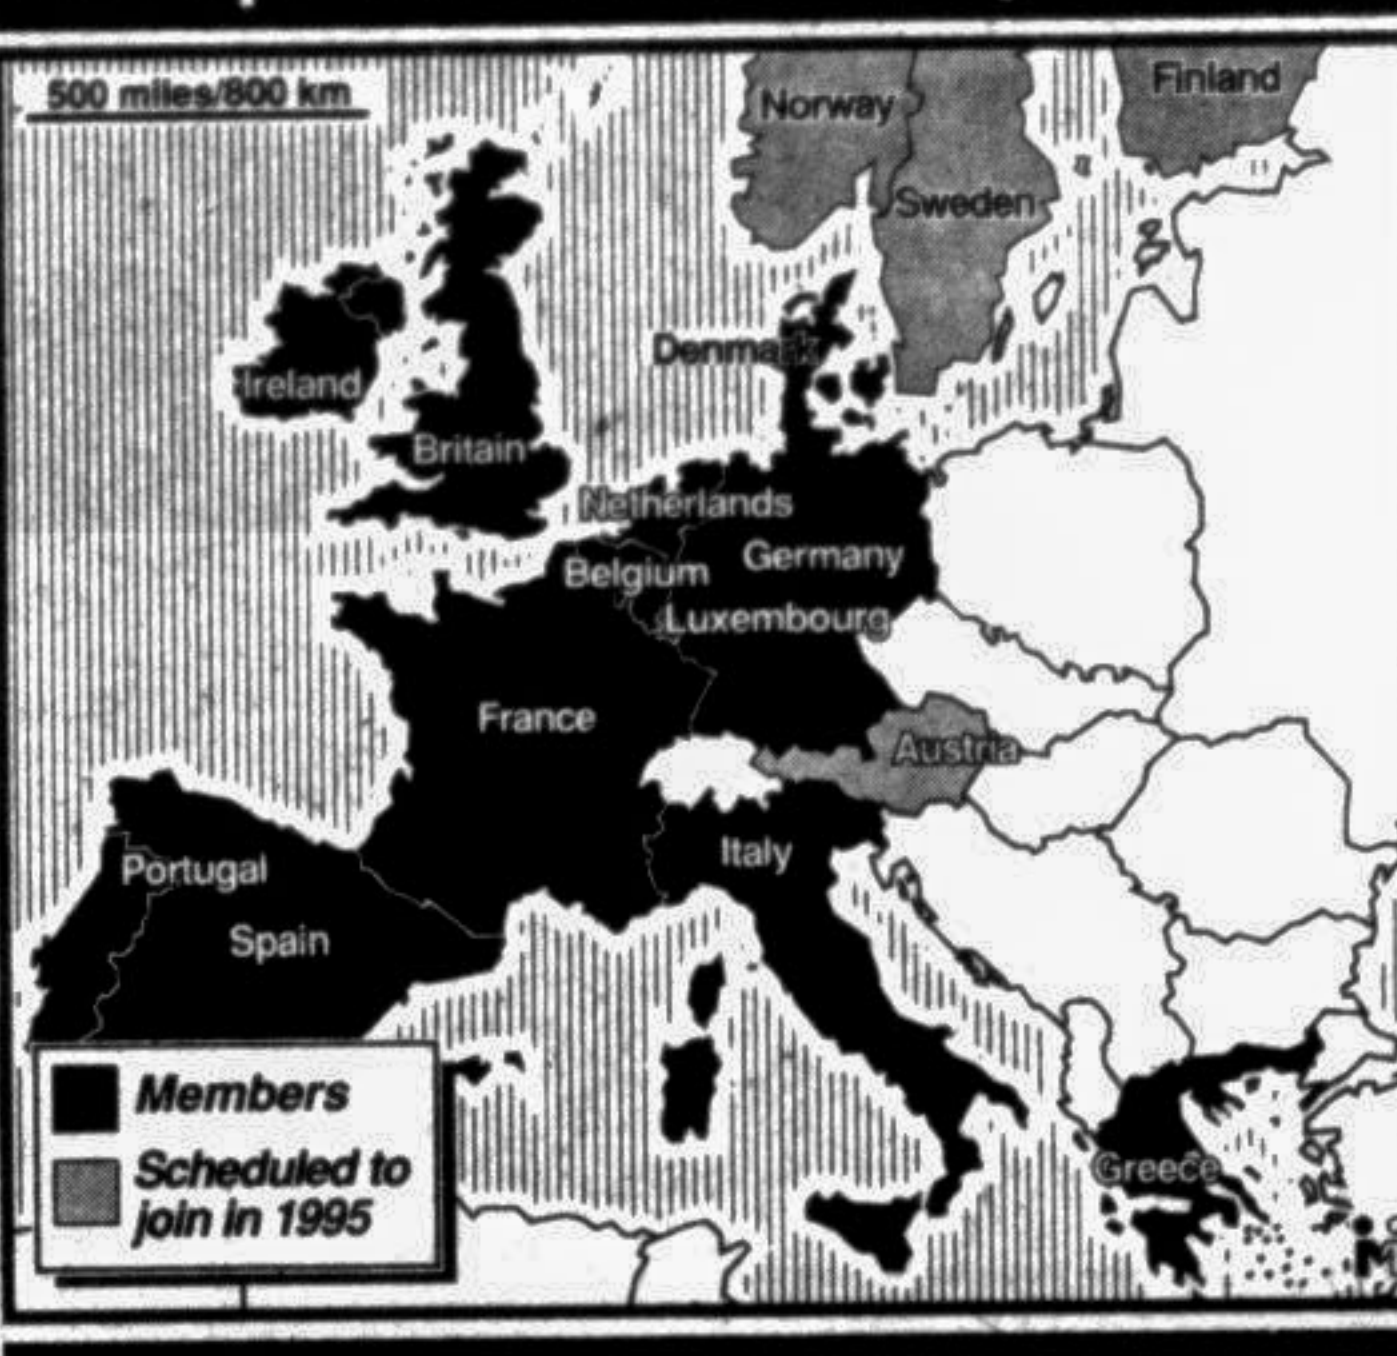 500 miles/800 km
Finland
Norway
Sweden
Denmark
Ireland
Britain
Netherlands
Germany
Belgium
Luxembourg
France
Austria
Italy
Portugal
Spain
Members
Greece
Scheduled to
join in 1995